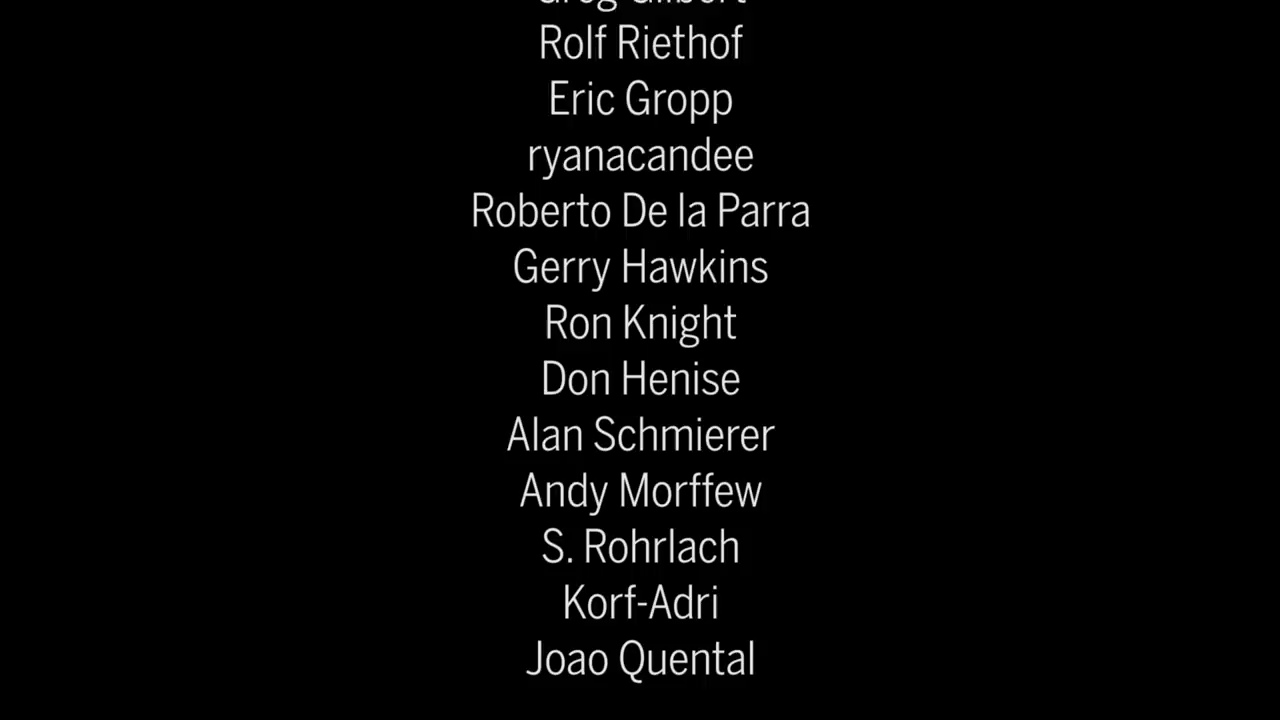 Rolf Riethof
Eric Gropp
ryanacandee
Roberto De la Parra
Gerry Hawkins
Ron Knight
Don Henise
Alan Schmierer
Andy Morffew
S. Rohrlach
Korf-Adri
Joao Quental